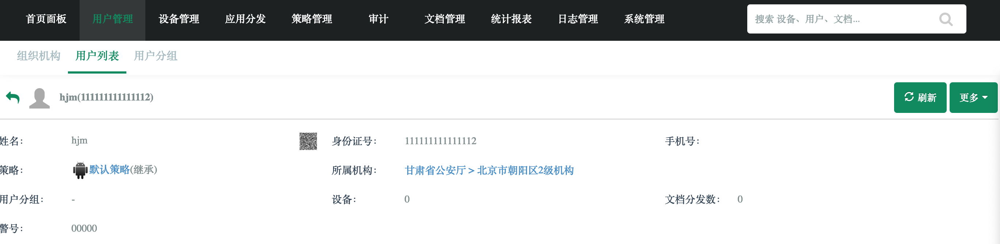 首页面板 用户管理 设备管理 应用分发 策略管理 审计 文档管理 统计报表 日志管理 系统管理 搜索 设备、用户、文档...
组织机构 用户列表 用户分组
hjm(111111111111112) 刷新 更多
姓名： hjm 身份证号： 111111111111112 手机号：
策略： 默认策略(继承) 所属机构： 甘肃省公安厅 > 北京市朝阳区2级机构
用户分组： - 设备： 0 文档分发数： 0
警号： 00000